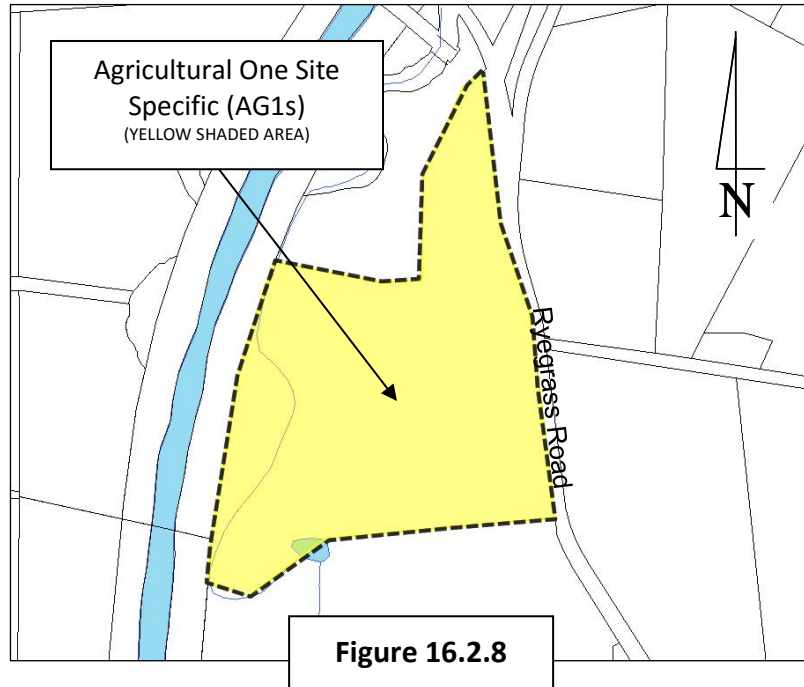 Agricultural One Site
Specific (AG1s)
(YELLOW SHADED AREA)
N
Ryegrass Road
Figure 16.2.8